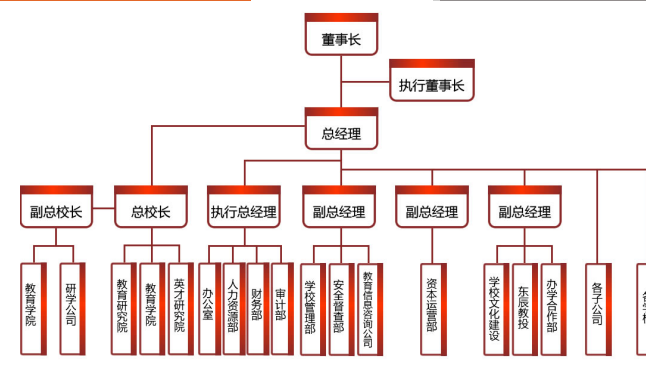 董事长
执行董事长
总经理
副总校长
总校长
执行总经理
副总经理
副总经理
副总经理
教育学院
研学公司
教育研究院
教育学院
英才研究院
办公室
人力资源部
财务部
审计部
学校管理部
安全督查部
教育信息咨询公司
资本运营部
学校文化建设
东辰教投
办学合作部
各子公司